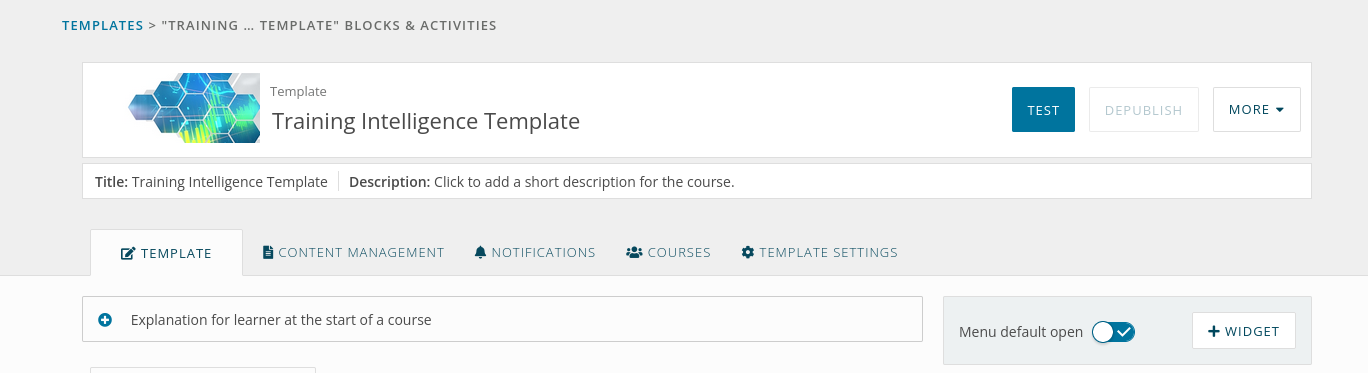 TEMPLATES > "TRAINING ... TEMPLATE" BLOCKS & ACTIVITIES
Template
Training Intelligence Template
TEST
DEPUBLISH
MORE
Title: Training Intelligence Template
Description: Click to add a short description for the course.
TEMPLATE
CONTENT MANAGEMENT
NOTIFICATIONS
COURSES
TEMPLATE SETTINGS
Explanation for learner at the start of a course
Menu default open
WIDGET